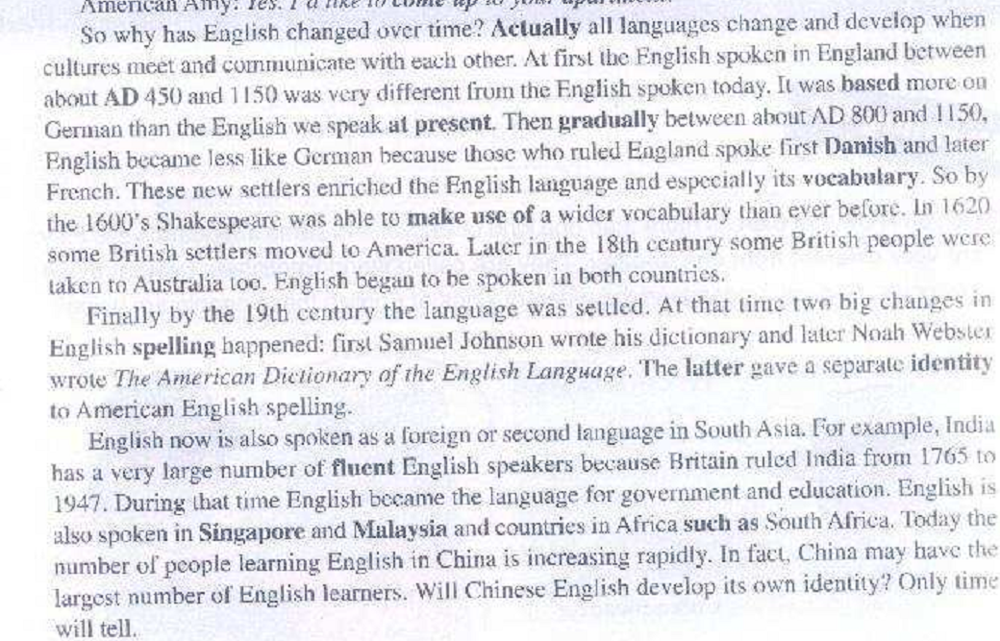 American Amy: Yes. I'd like to come up to your apartment.
So why has English changed over time? Actually all languages change and develop when
cultures meet and communicate with each other. At first the English spoken in England between
about AD 450 and 1150 was very different from the English spoken today. It was based more on
German than the English we speak at present. Then gradually between about AD 800 and 1150,
English became less like German because those who ruled England spoke first Danish and later
French. These new settlers enriched the English language and especially its vocabulary. So by
the 1600's Shakespeare was able to make use of a wider vocabulary than ever before. In 1620
some British settlers moved to America. Later in the 18th century some British people were
taken to Australia too. English began to be spoken in both countries.
Finally by the 19th century the language was settled. At that time two big changes in
English spelling happened: first Samuel Johnson wrote his dictionary and later Noah Webster
wrote The American Dictionary of the English Language. The latter gave a separate identity
to American English spelling.
English now is also spoken as a foreign or second language in South Asia. For example, India
has a very large number of fluent English speakers because Britain ruled India from 1765 to
1947. During that time English became the language for government and education. English is
also spoken in Singapore and Malaysia and countries in Africa such as South Africa. Today the
number of people learning English in China is increasing rapidly. In fact, China may have the
largest number of English learners. Will Chinese English develop its own identity? Only time
will tell.